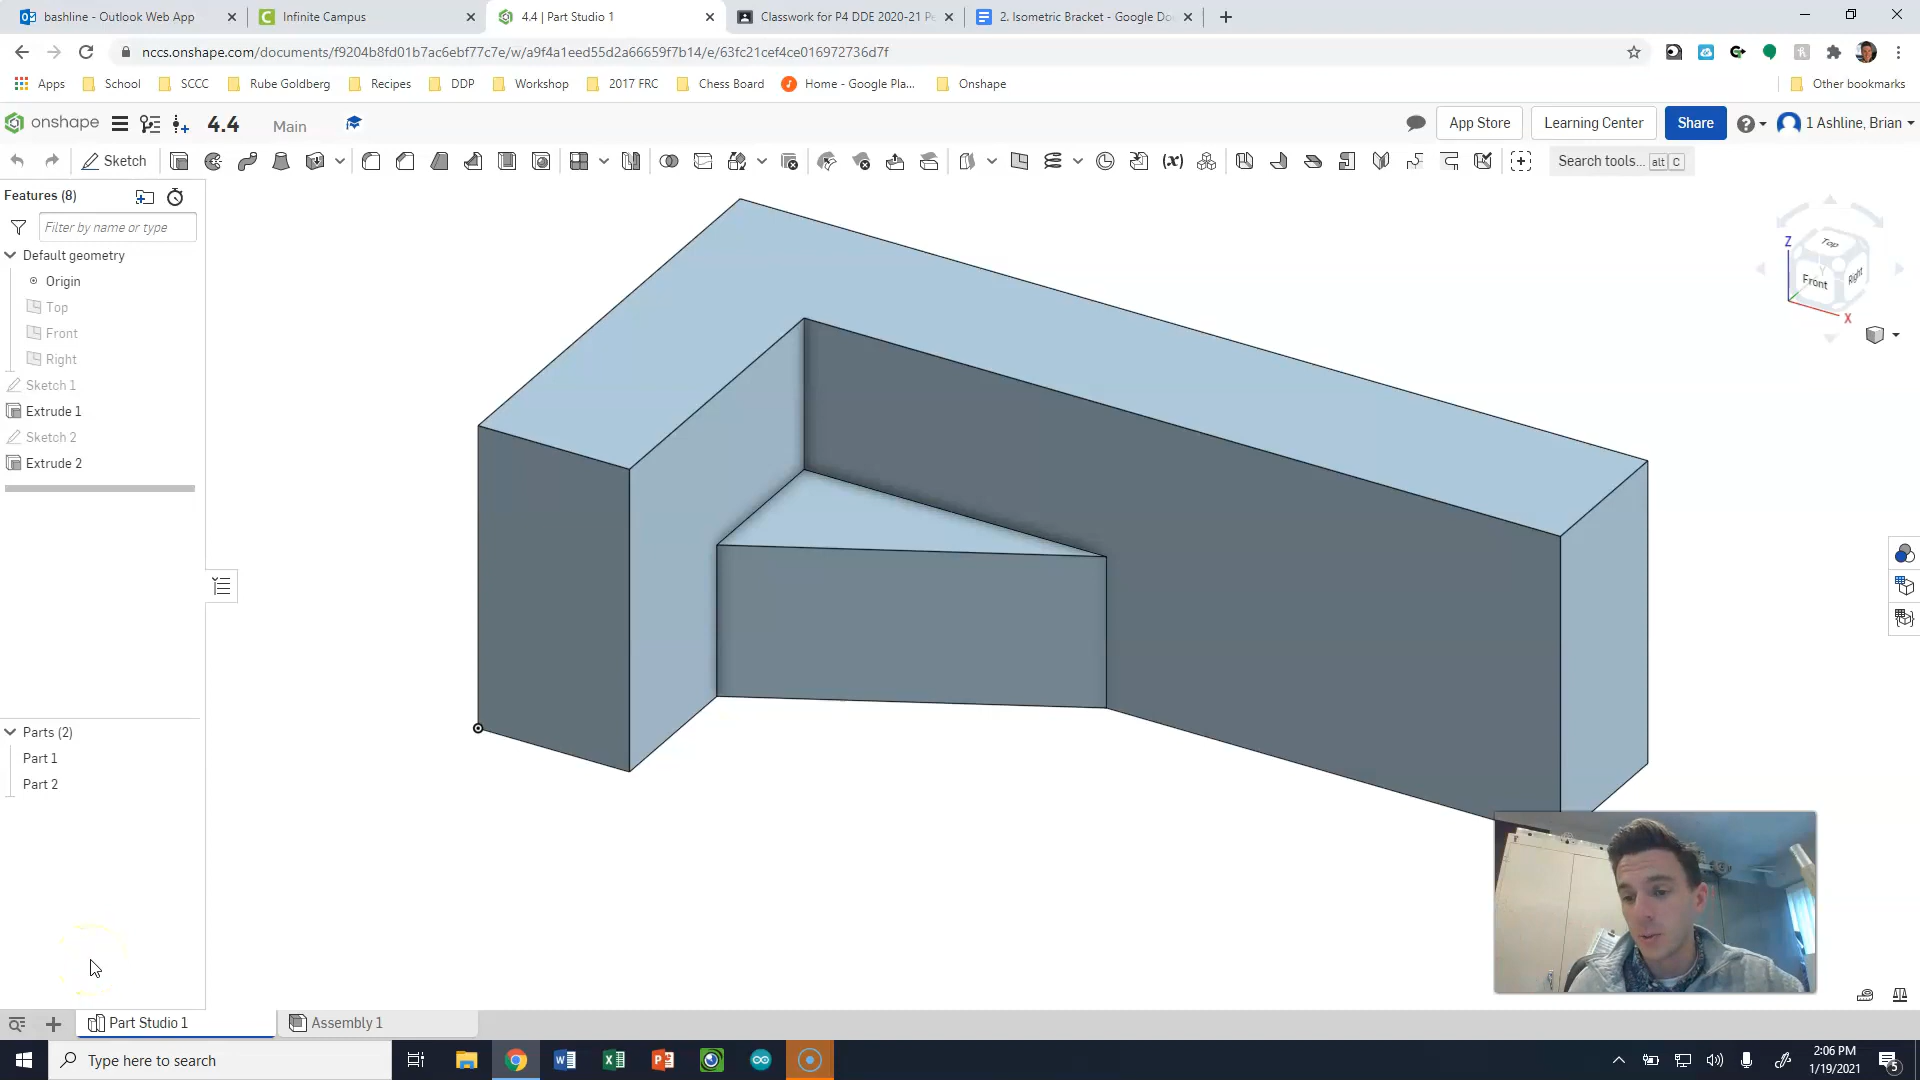 bashline - Outlook Web App
Infinite Campus
4.4 | Part Studio 1
Classwork for P4 DDE 2020-21 Pe
2. Isometric Bracket - Google Do
nccs.onshape.com/documents/f9204b8fd01b7ac6ebf77c7e/w/a9f4a1eed55d2a66659f7b14/e/63fc21cef4ce016972736d7f
Apps School SCCC Rube Goldberg Recipes DDP Workshop 2017 FRC Chess Board Home - Google Pla... Onshape Other bookmarks
onshape 4.4 Main App Store Learning Center Share 1 Ashline, Brian
Sketch Search tools... alt C
Features (8)
Filter by name or type
Default geometry
Origin
Top
Front
Right
Sketch 1
Extrude 1
Sketch 2
Extrude 2
Z
Top
Front
Right
Y
X
Parts (2)
Part 1
Part 2
Part Studio 1
Assembly 1
Type here to search
2:06 PM
1/19/2021
5